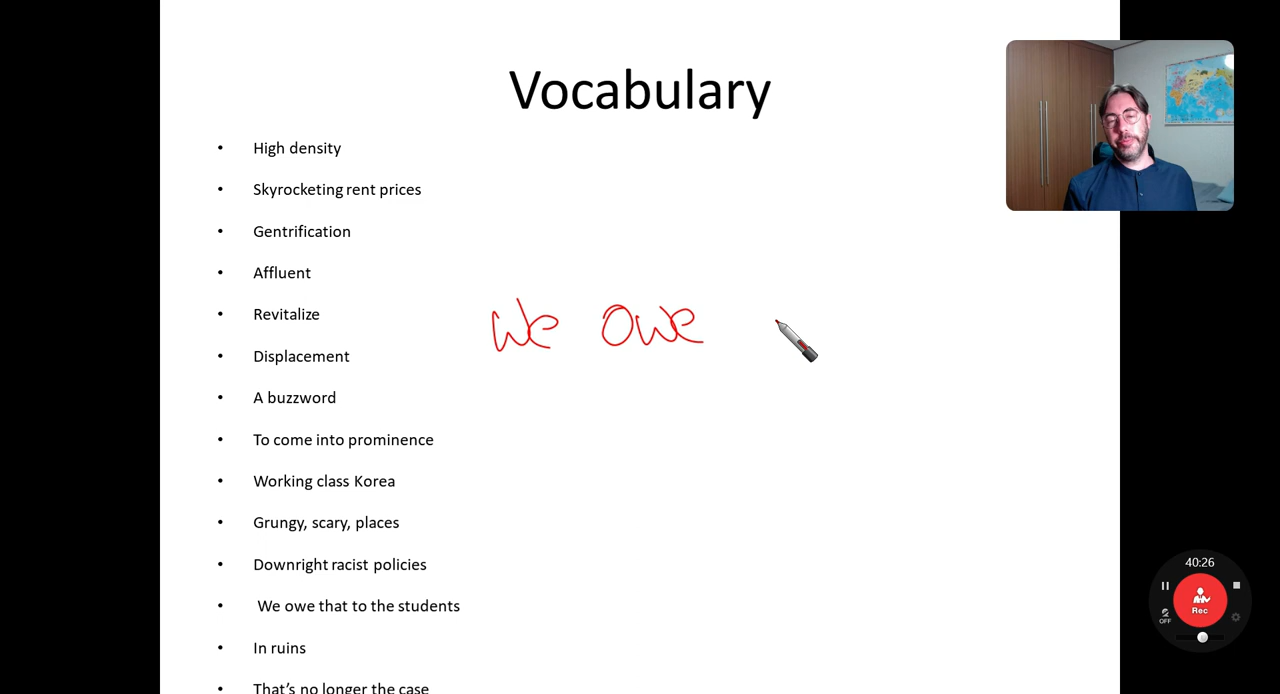 Vocabulary
• High density
• Skyrocketing rent prices
• Gentrification
• Affluent
• Revitalize
We owe
• Displacement
• A buzzword
• To come into prominence
• Working class Korea
• Grungy, scary, places
• Downright racist policies
• We owe that to the students
• In ruins
• That's no longer the case
40:26
Rec
OFF